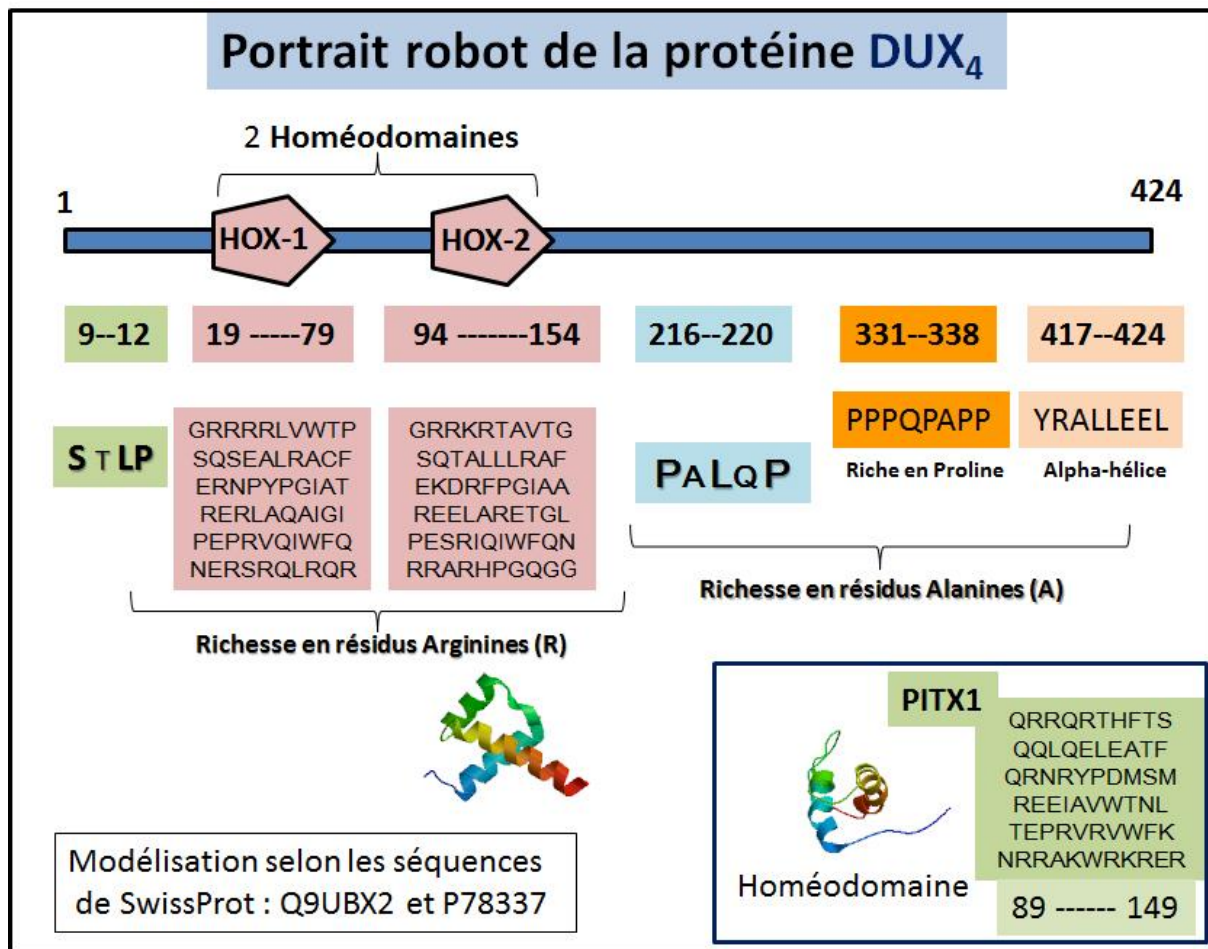 Portrait robot de la protéine DUX4
2 Homéodomaines
1
424
HOX-1
HOX-2
9--12
19 -----79
94 -------154
216--220
331--338
417--424
STLP
GRRRRLVWTP
SQSEALRACF
ERNPYPGIAT
RERLAQAIGI
PEPRVQIWFQ
NERSRQLRQR
GRRKRTAVTG
SQTALLLRAF
EKDRFPGIAA
REELARETGL
PESRIQIWFQN
RRARHPGQGG
PALQP
PPPQPAPP
Riche en Proline
YRALLEEL
Alpha-hélice
Richesse en résidus Arginines (R)
Richesse en résidus Alanines (A)
Modélisation selon les séquences
de SwissProt : Q9UBX2 et P78337
PITX1
QRRQRTHFTS
QQLQELEATF
QRNRYPDMSM
REEIAVWTNL
TEPRVRVWFK
NRRAKWRKRER
Homéodomaine
89 ------ 149